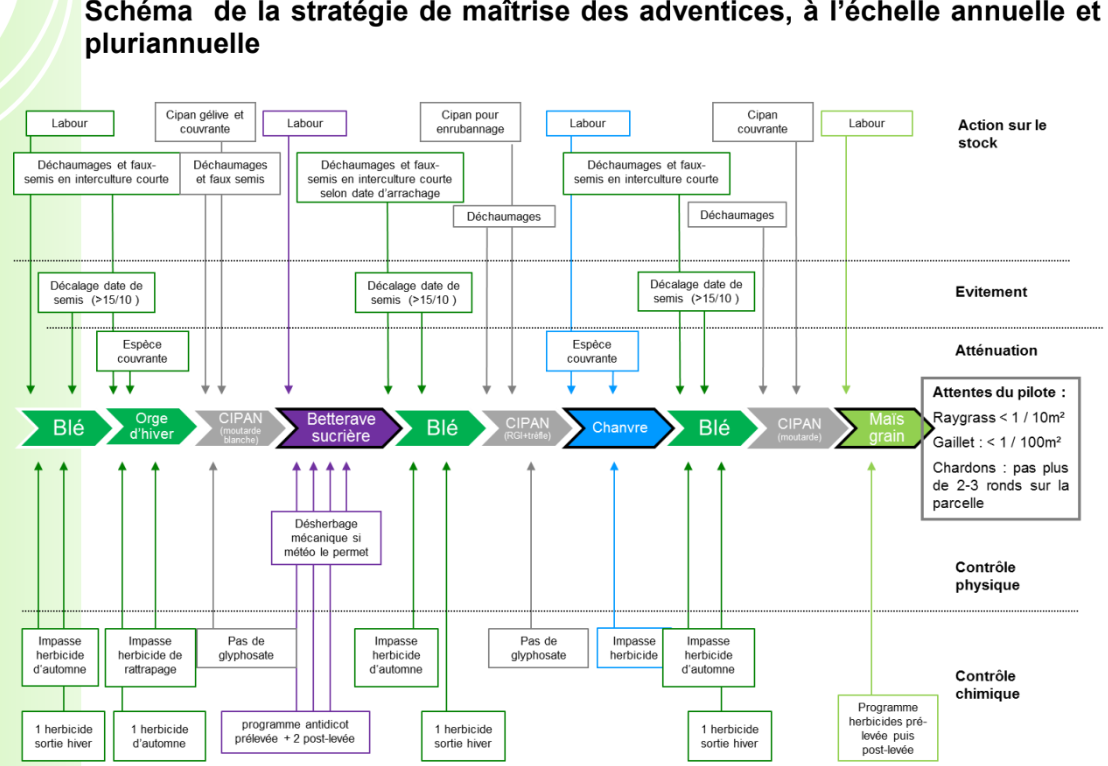 Schéma de la stratégie de maîtrise des adventices, à l'échelle annuelle et
pluriannuelle
Labour
Cipan gélive et
couvrante
Labour
Cipan pour
enrubannage
Labour
Cipan
couvrante
Labour
Action sur le
stock
Déchaumages et faux-
semis en interculture courte
Déchaumages
et faux semis
Déchaumages et faux-
semis en interculture courte
selon date d'arrachage
Déchaumages
Déchaumages et faux-
semis en interculture courte
Déchaumages
Décalage date de
semis (>15/10 )
Décalage date de
semis (>15/10 )
Décalage date de
semis (>15/10 )
Evitement
Espèce
couvrante
Espèce
couvrante
Atténuation
Blé
Orge
d'hiver
CIPAN
(moutarde
blanche)
Betterave
sucrière
Blé
CIPAN
(RGI+trèfle)
Chanvre
Blé
CIPAN
(moutarde)
Maïs
grain
Attentes du pilote :
Raygrass < 1 / 10m²
Gaillet : < 1 / 100m²
Chardons : pas plus
de 2-3 ronds sur la
parcelle
Désherbage
mécanique si
météo le permet
Contrôle
physique
Impasse
herbicide
d'automne
Impasse
herbicide de
rattrapage
Pas de
glyphosate
Impasse
herbicide
d'automne
Pas de
glyphosate
Impasse
herbicide
Impasse
herbicide
d'automne
Contrôle
chimique
1 herbicide
sortie hiver
1 herbicide
d'automne
programme antidicot
prélevée + 2 post-levée
1 herbicide
sortie hiver
1 herbicide
sortie hiver
Programme
herbicides pré-
levée puis
post-levée